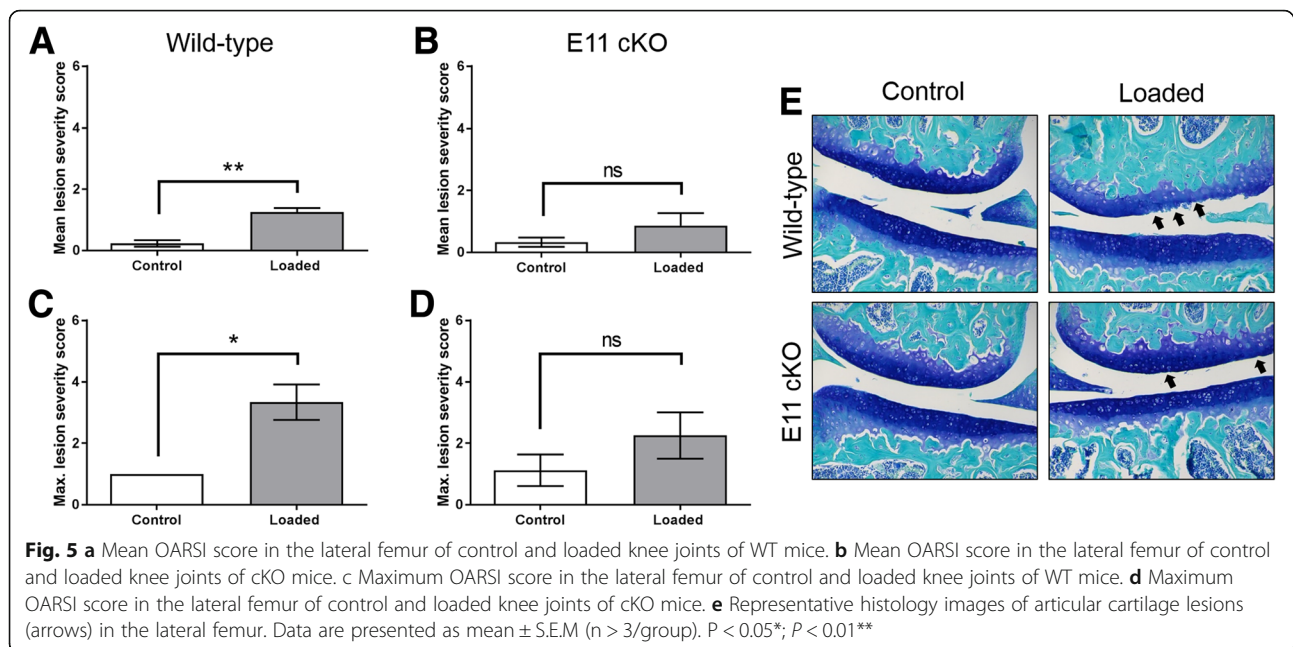 A
Wild-type
Mean lesion severity score
6
4
2
0
**
Control
Loaded
B
E11 cKO
Mean lesion severity score
6
4
2
0
ns
Control
Loaded
C
Max. lesion severity score
6
4
2
0
*
Control
Loaded
D
Max. lesion severity score
6
4
2
0
ns
Control
Loaded
E
Control
Loaded
Wild-type
E11 cKO
Fig. 5 a Mean OARSI score in the lateral femur of control and loaded knee joints of WT mice. b Mean OARSI score in the lateral femur of control
and loaded knee joints of cKO mice. c Maximum OARSI score in the lateral femur of control and loaded knee joints of WT mice. d Maximum
OARSI score in the lateral femur of control and loaded knee joints of cKO mice. e Representative histology images of articular cartilage lesions
(arrows) in the lateral femur. Data are presented as mean ± S.E.M (n > 3/group). P < 0.05*; P < 0.01**